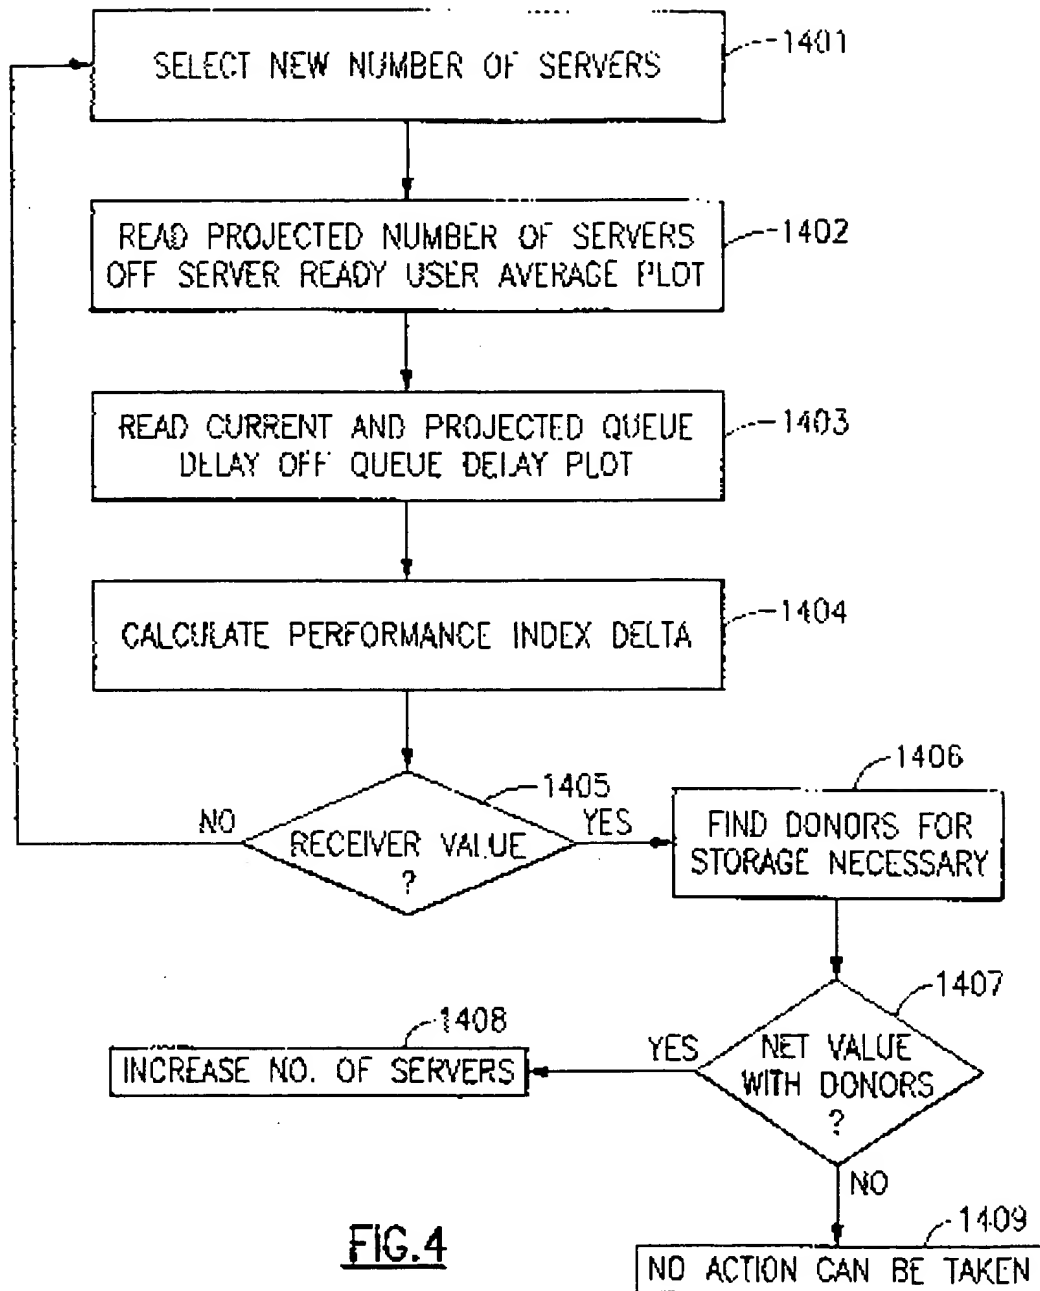 SELECT NEW NUMBER OF SERVERS
1401
READ PROJECTED NUMBER OF SERVERS
OFF SERVER READY USER AVERAGE PLOT
1402
READ CURRENT AND PROJECTED QUEUE
DELAY OFF QUEUE DELAY PLOT
1403
CALCULATE PERFORMANCE INDEX DELTA
1404
RECEIVER VALUE
?
1405
NO
YES
FIND DONORS FOR
STORAGE NECESSARY
1406
NET VALUE
WITH DONORS
?
1407
YES
NO
INCREASE NO. OF SERVERS
1408
NO ACTION CAN BE TAKEN
1409
FIG.4